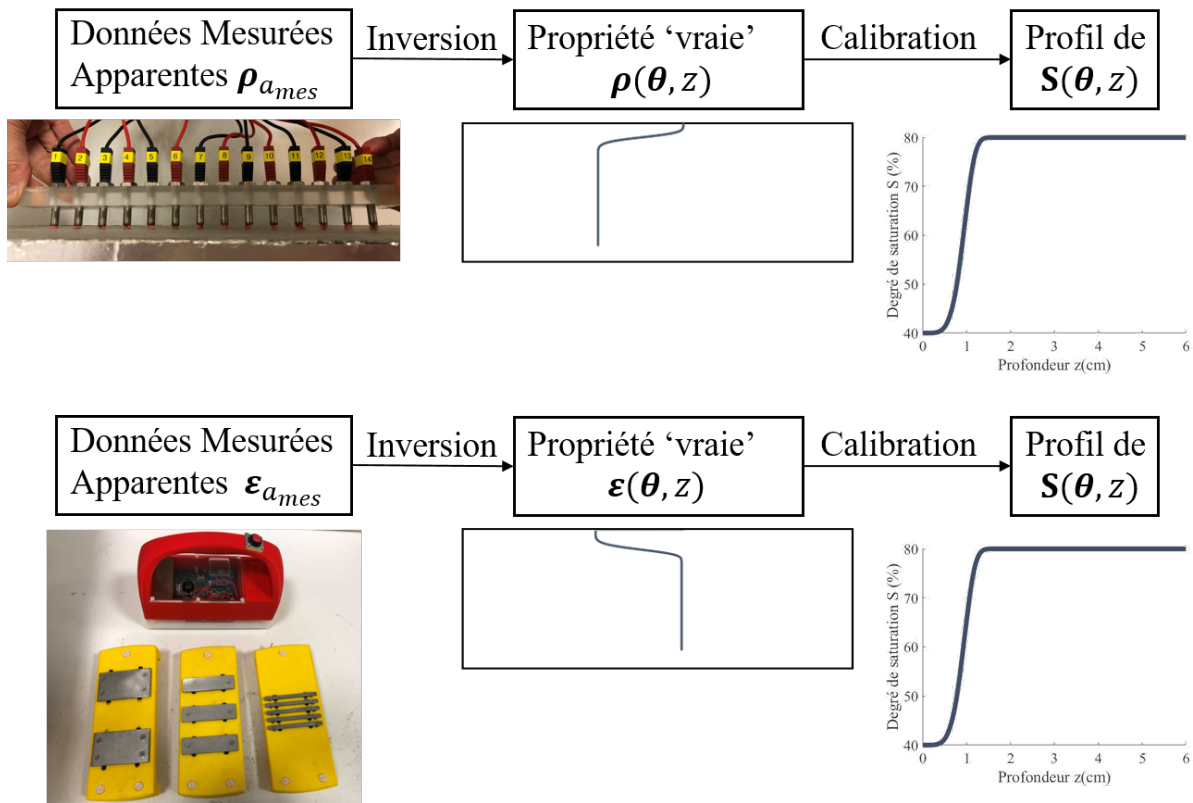 Données Mesurées
Apparentes 𝝆ₐₘₑₛ
Inversion
Propriété ‘vraie’
𝝆(𝜽, 𝑧)
Calibration
Profil de
𝐒(𝜽, 𝑧)
1 2 3 4 5 6 7 8 9 10 11 12 13 14
Degré de saturation S (%)
80
70
60
50
40
0 1 2 3 4 5 6
Profondeur z(cm)
Données Mesurées
Apparentes 𝜺ₐₘₑₛ
Inversion
Propriété ‘vraie’
𝜺(𝜽, 𝑧)
Calibration
Profil de
𝐒(𝜽, 𝑧)
Degré de saturation S (%)
80
70
60
50
40
0 1 2 3 4 5 6
Profondeur z(cm)